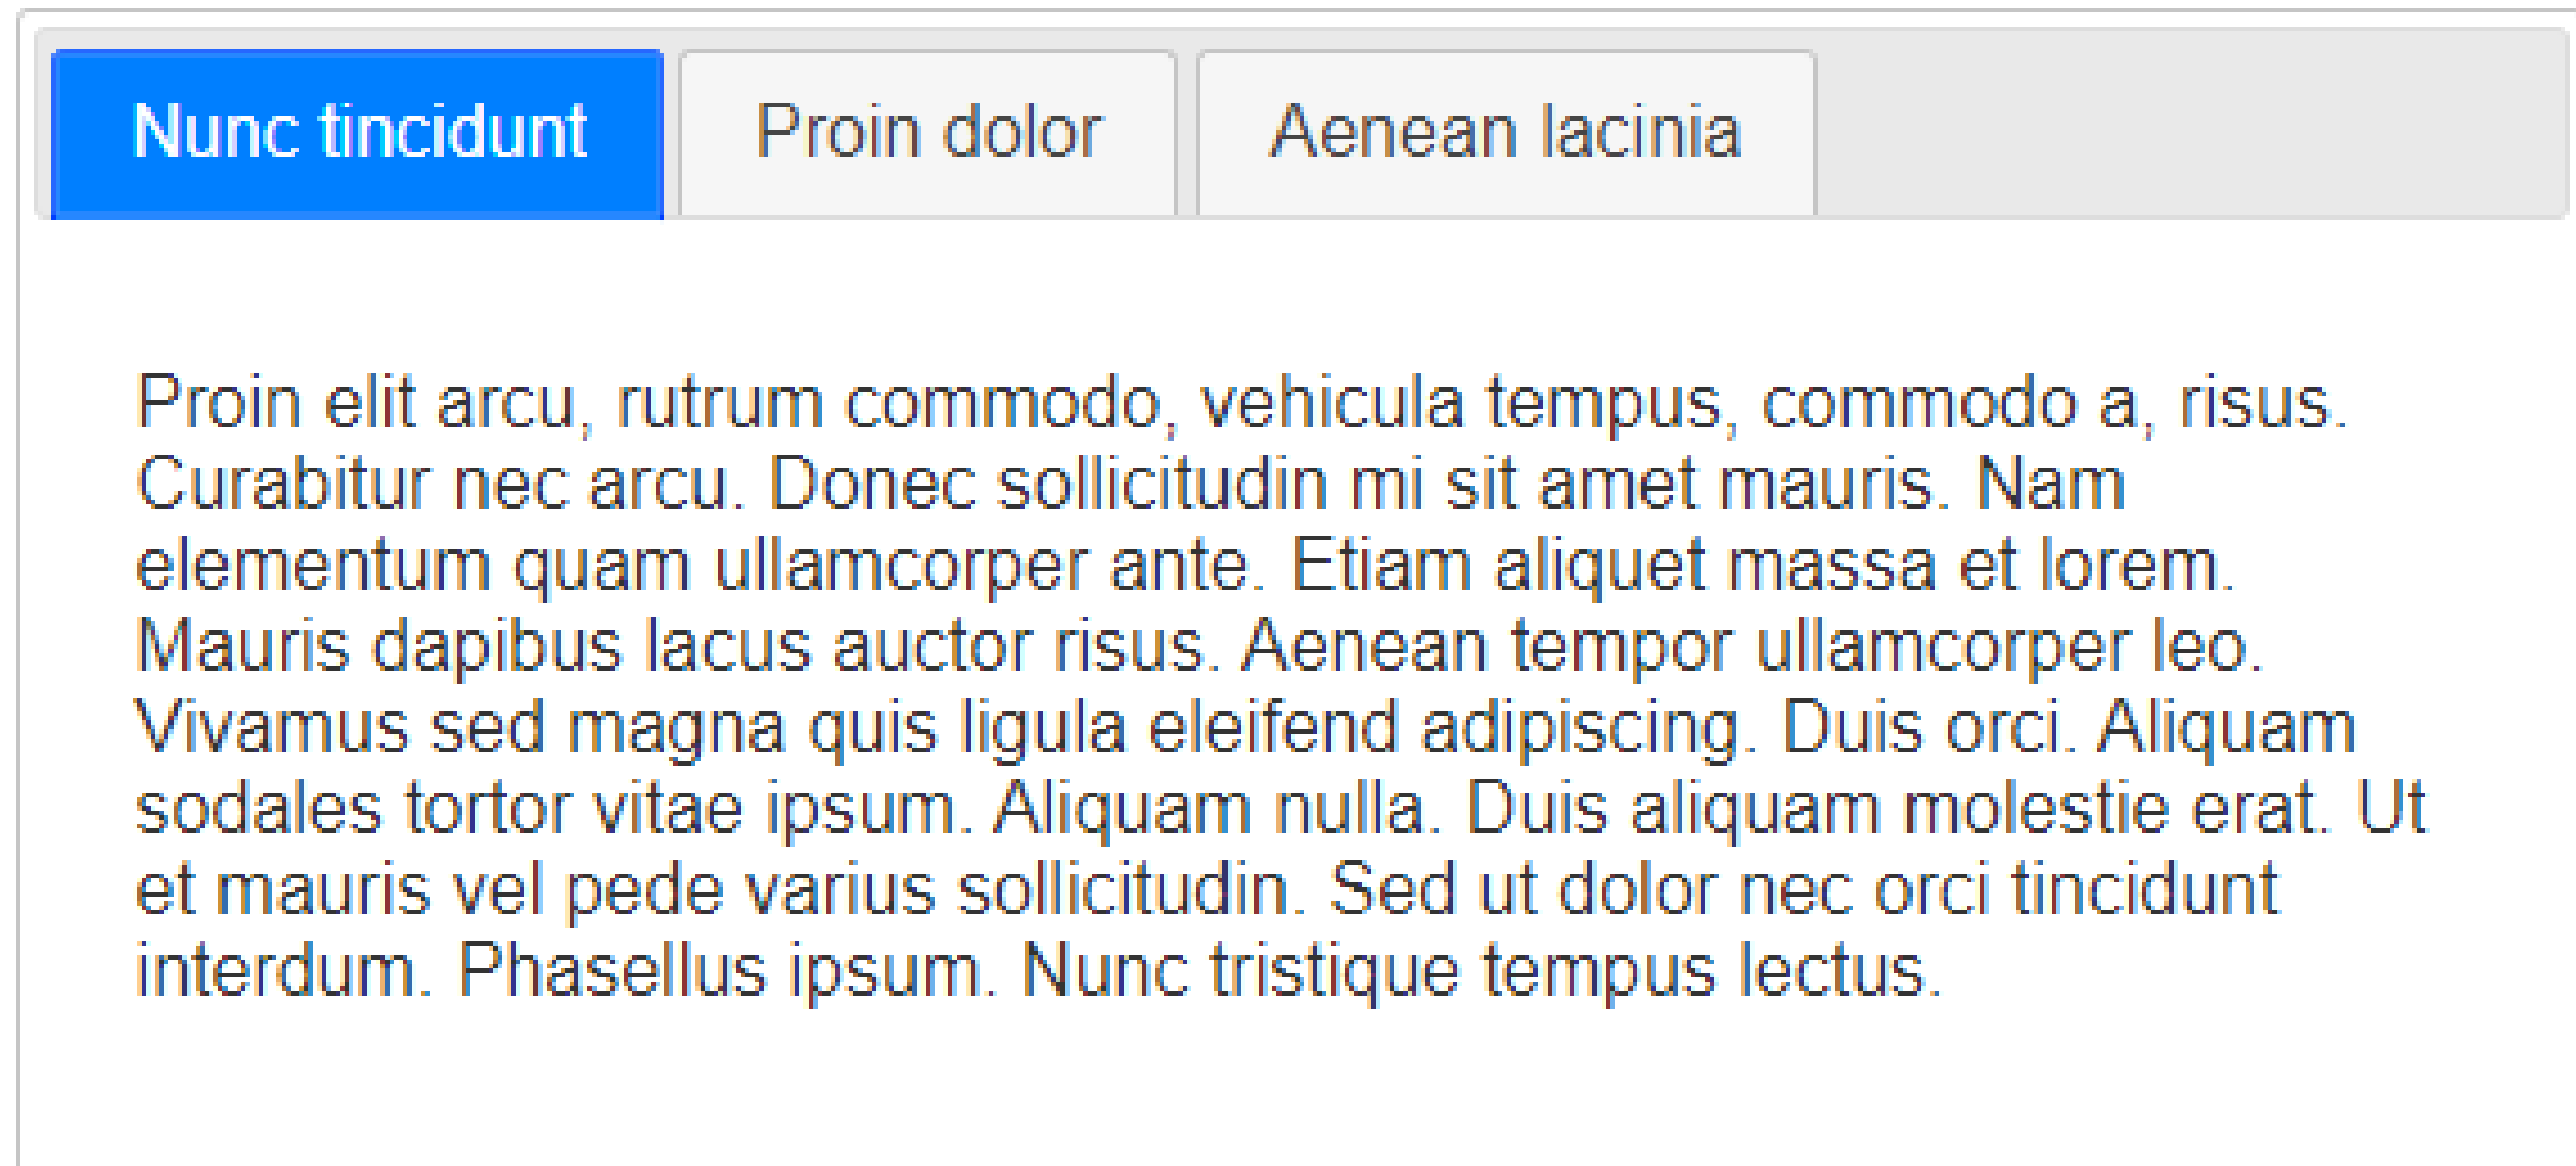 Nunc tincidunt Proin dolor Aenean lacinia
Proin elit arcu, rutrum commodo, vehicula tempus, commodo a, risus.
Curabitur nec arcu. Donec sollicitudin mi sit amet mauris. Nam
elementum quam ullamcorper ante. Etiam aliquet massa et lorem.
Mauris dapibus lacus auctor risus. Aenean tempor ullamcorper leo.
Vivamus sed magna quis ligula eleifend adipiscing. Duis orci. Aliquam
sodales tortor vitae ipsum. Aliquam nulla. Duis aliquam molestie erat. Ut
et mauris vel pede varius sollicitudin. Sed ut dolor nec orci tincidunt
interdum. Phasellus ipsum. Nunc tristique tempus lectus.